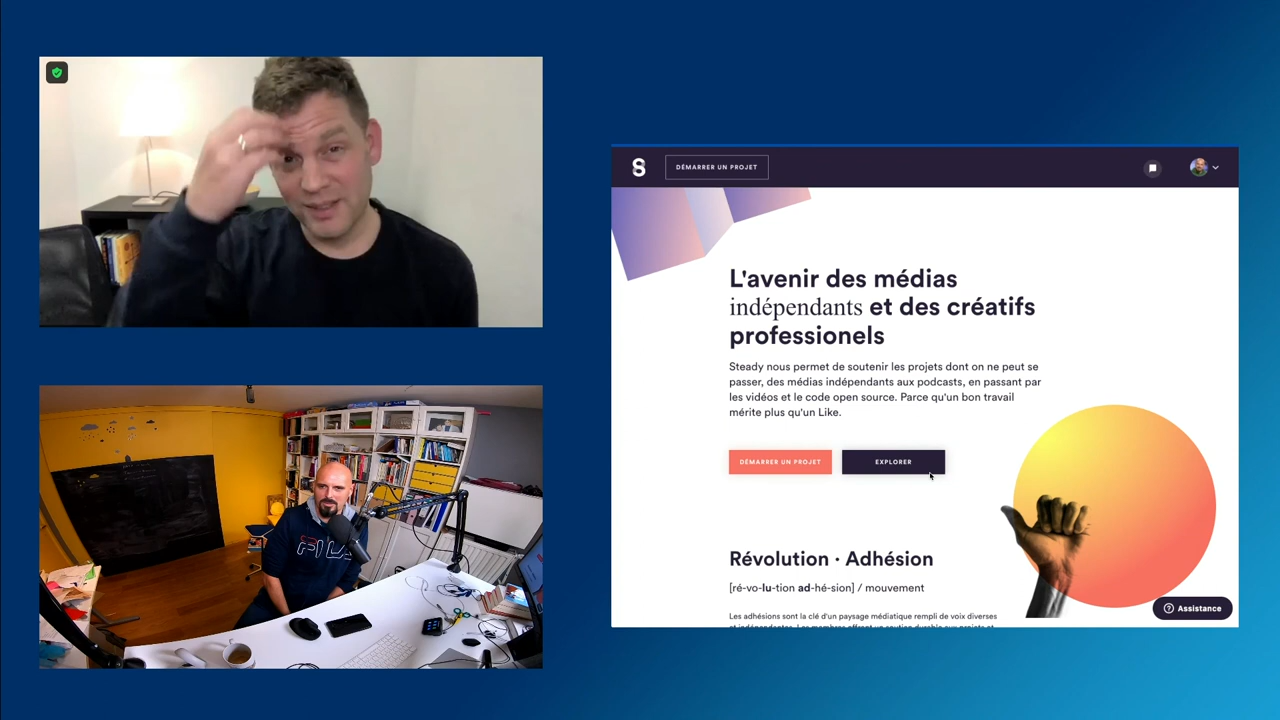 DÉMARRER UN PROJET
L'avenir des médias
indépendants et des créatifs
professionels
Steady nous permet de soutenir les projets dont on ne peut se
passer, des médias indépendants aux podcasts, en passant par
les vidéos et le code open source. Parce qu'un bon travail
mérite plus qu'un Like.
DÉMARRER UN PROJET
EXPLORER
Révolution · Adhésion
[ré-vo-lu-tion ad-hé-sion] / mouvement
Les adhésions sont la clé d'un paysage médiatique rempli de voix diverses
Assistance
FILA